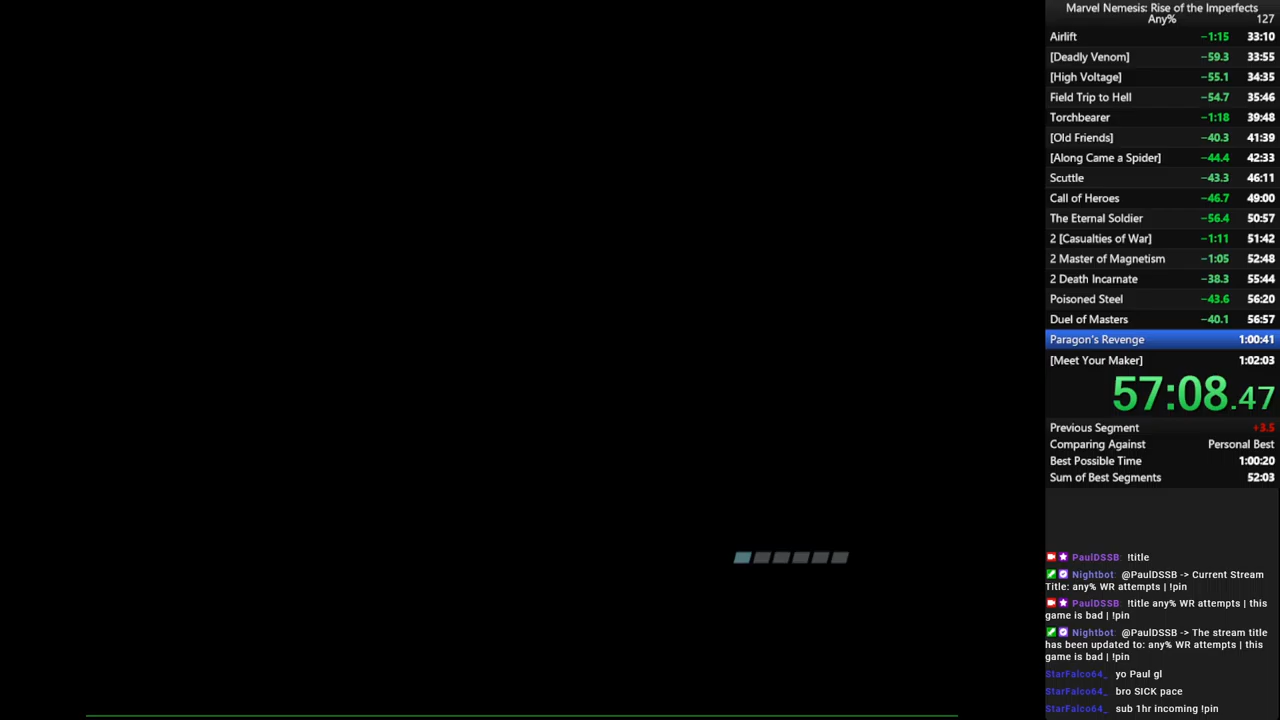 Marvel Nemesis: Rise of the Imperfects
Any% 127
Airlift −1:15 33:10
[Deadly Venom] −59.3 33:55
[High Voltage] −55.1 34:35
Field Trip to Hell −54.7 35:46
Torchbearer −1:18 39:48
[Old Friends] −40.3 41:39
[Along Came a Spider] −44.4 42:33
Scuttle −43.3 46:11
Call of Heroes −46.7 49:00
The Eternal Soldier −56.4 50:57
2 [Casualties of War] −1:11 51:42
2 Master of Magnetism −1:05 52:48
2 Death Incarnate −38.3 55:44
Poisoned Steel −43.6 56:20
Duel of Masters −40.1 56:57
Paragon's Revenge 1:00:41
[Meet Your Maker] 1:02:03
57:08.47
Previous Segment +3.5
Comparing Against Personal Best
Best Possible Time 1:00:20
Sum of Best Segments 52:03
PaulDSSB: !title
Nightbot: @PaulDSSB -> Current Stream
Title: any% WR attempts | !pin
PaulDSSB: !title any% WR attempts | this
game is bad | !pin
Nightbot: @PaulDSSB -> The stream title
has been updated to: any% WR attempts | this
game is bad | !pin
StarFalco64_: yo Paul gl
StarFalco64_: bro SICK pace
StarFalco64_: sub 1hr incoming !pin